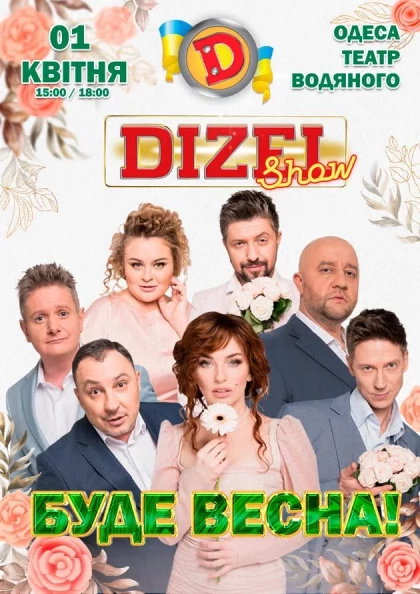 01
КВІТНЯ
15:00 / 18:00
ОДЕСА
ТЕАТР
ВОДЯНОГО
D
DIZEL
Show
БУДЕ ВЕСНА!